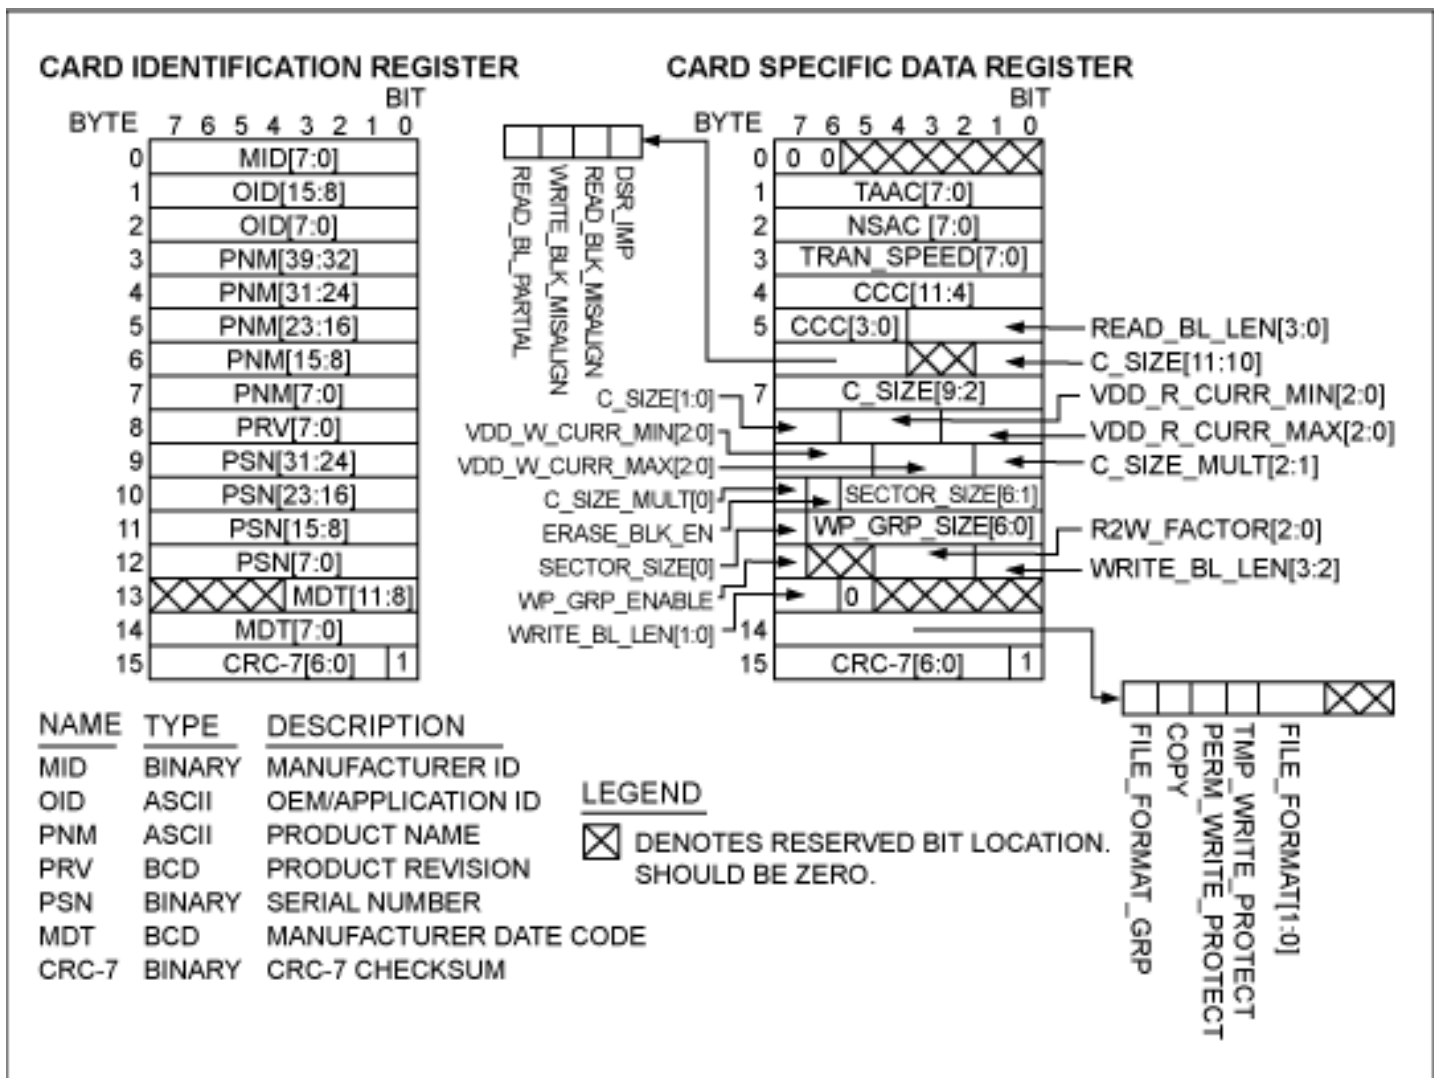 CARD IDENTIFICATION REGISTER
BIT
BYTE 7 6 5 4 3 2 1 0
0 MID[7:0]
1 OID[15:8]
2 OID[7:0]
3 PNM[39:32]
4 PNM[31:24]
5 PNM[23:16]
6 PNM[15:8]
7 PNM[7:0]
8 PRV[7:0]
9 PSN[31:24]
10 PSN[23:16]
11 PSN[15:8]
12 PSN[7:0]
13 MDT[11:8]
14 MDT[7:0]
15 CRC-7[6:0] 1
CARD SPECIFIC DATA REGISTER
BIT
BYTE 7 6 5 4 3 2 1 0
0 0 0
1 TAAC[7:0]
2 NSAC [7:0]
3 TRAN_SPEED[7:0]
4 CCC[11:4]
5 CCC[3:0] READ_BL_LEN[3:0]
6 C_SIZE[11:10]
READ_BL_PARTIAL
WRITE_BLK_MISALIGN
READ_BLK_MISALIGN
DSR_IMP
7 C_SIZE[9:2]
C_SIZE[1:0] VDD_R_CURR_MIN[2:0]
VDD_R_CURR_MAX[2:0]
VDD_W_CURR_MIN[2:0]
VDD_W_CURR_MAX[2:0] C_SIZE_MULT[2:1]
C_SIZE_MULT[0] SECTOR_SIZE[6:1]
ERASE_BLK_EN
SECTOR_SIZE[0] WP_GRP_SIZE[6:0]
WP_GRP_ENABLE R2W_FACTOR[2:0]
WRITE_BL_LEN[3:2]
WRITE_BL_LEN[1:0] 0
14
FILE_FORMAT_GRP
COPY
PERM_WRITE_PROTECT
TMP_WRITE_PROTECT
FILE_FORMAT[1:0]
15 CRC-7[6:0] 1
NAME TYPE DESCRIPTION
MID BINARY MANUFACTURER ID
OID ASCII OEM/APPLICATION ID
PNM ASCII PRODUCT NAME
PRV BCD PRODUCT REVISION
PSN BINARY SERIAL NUMBER
MDT BCD MANUFACTURER DATE CODE
CRC-7 BINARY CRC-7 CHECKSUM
LEGEND
DENOTES RESERVED BIT LOCATION.
SHOULD BE ZERO.